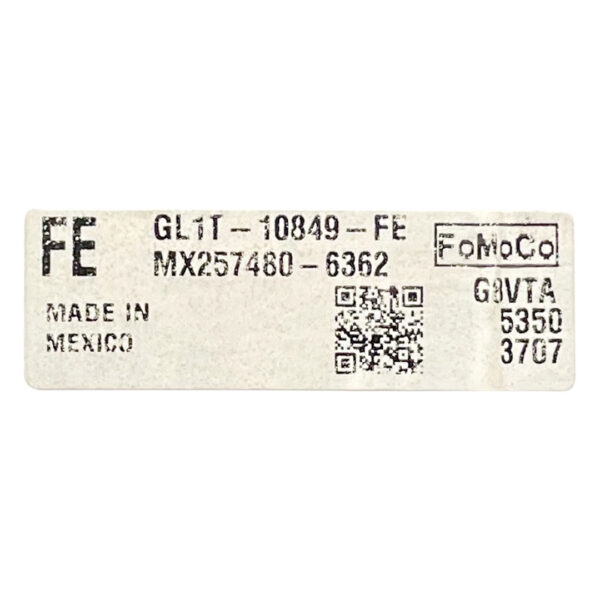 FE
GL1T-10849-FE
MX257480-6362
FoMoCo
MADE IN
MEXICO
G8VTA
5350
3707